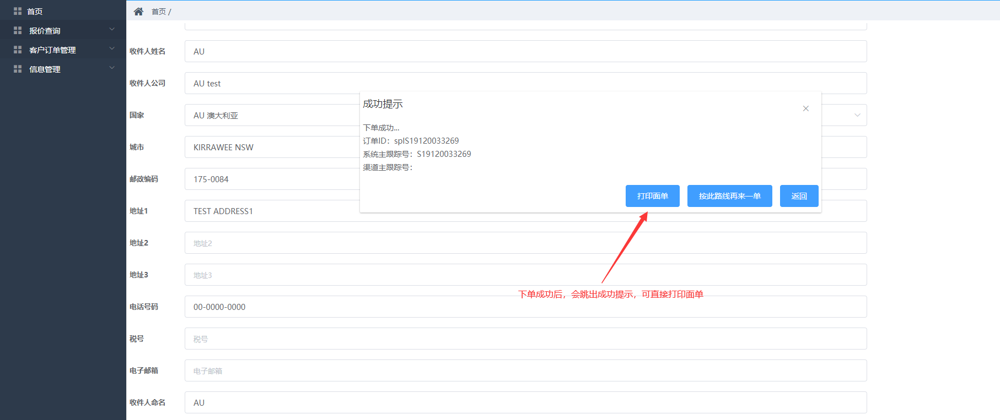 首页
报价查询
客户订单管理
信息管理
首页 /
收件人姓名
AU
收件人公司
AU test
国家
AU 澳大利亚
城市
KIRRAWEE NSW
邮政编码
175-0084
地址1
TEST ADDRESS1
地址2
地址2
地址3
地址3
电话号码
00-0000-0000
税号
税号
电子邮箱
电子邮箱
收件人命名
AU
成功提示
下单成功...
订单ID：spIS19120033269
系统主跟踪号：S19120033269
渠道主跟踪号：
打印面单
按此路线再来一单
返回
下单成功后，会跳出成功提示，可直接打印面单